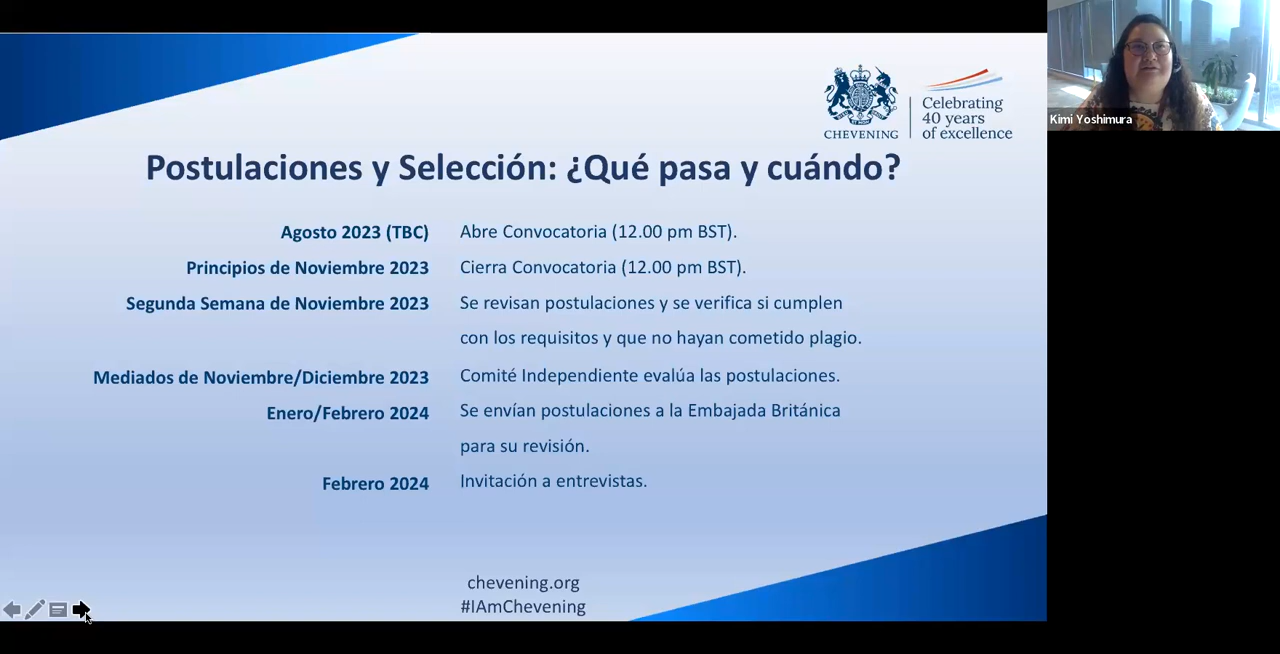 CHEVENING
Celebrating
40 years
of excellence
Kimi Yoshimura
Postulaciones y Selección: ¿Qué pasa y cuándo?
Agosto 2023 (TBC) Abre Convocatoria (12.00 pm BST).
Principios de Noviembre 2023 Cierra Convocatoria (12.00 pm BST).
Segunda Semana de Noviembre 2023 Se revisan postulaciones y se verifica si cumplen
con los requisitos y que no hayan cometido plagio.
Mediados de Noviembre/Diciembre 2023 Comité Independiente evalúa las postulaciones.
Enero/Febrero 2024 Se envían postulaciones a la Embajada Británica
para su revisión.
Febrero 2024 Invitación a entrevistas.
chevening.org
#IAmChevening